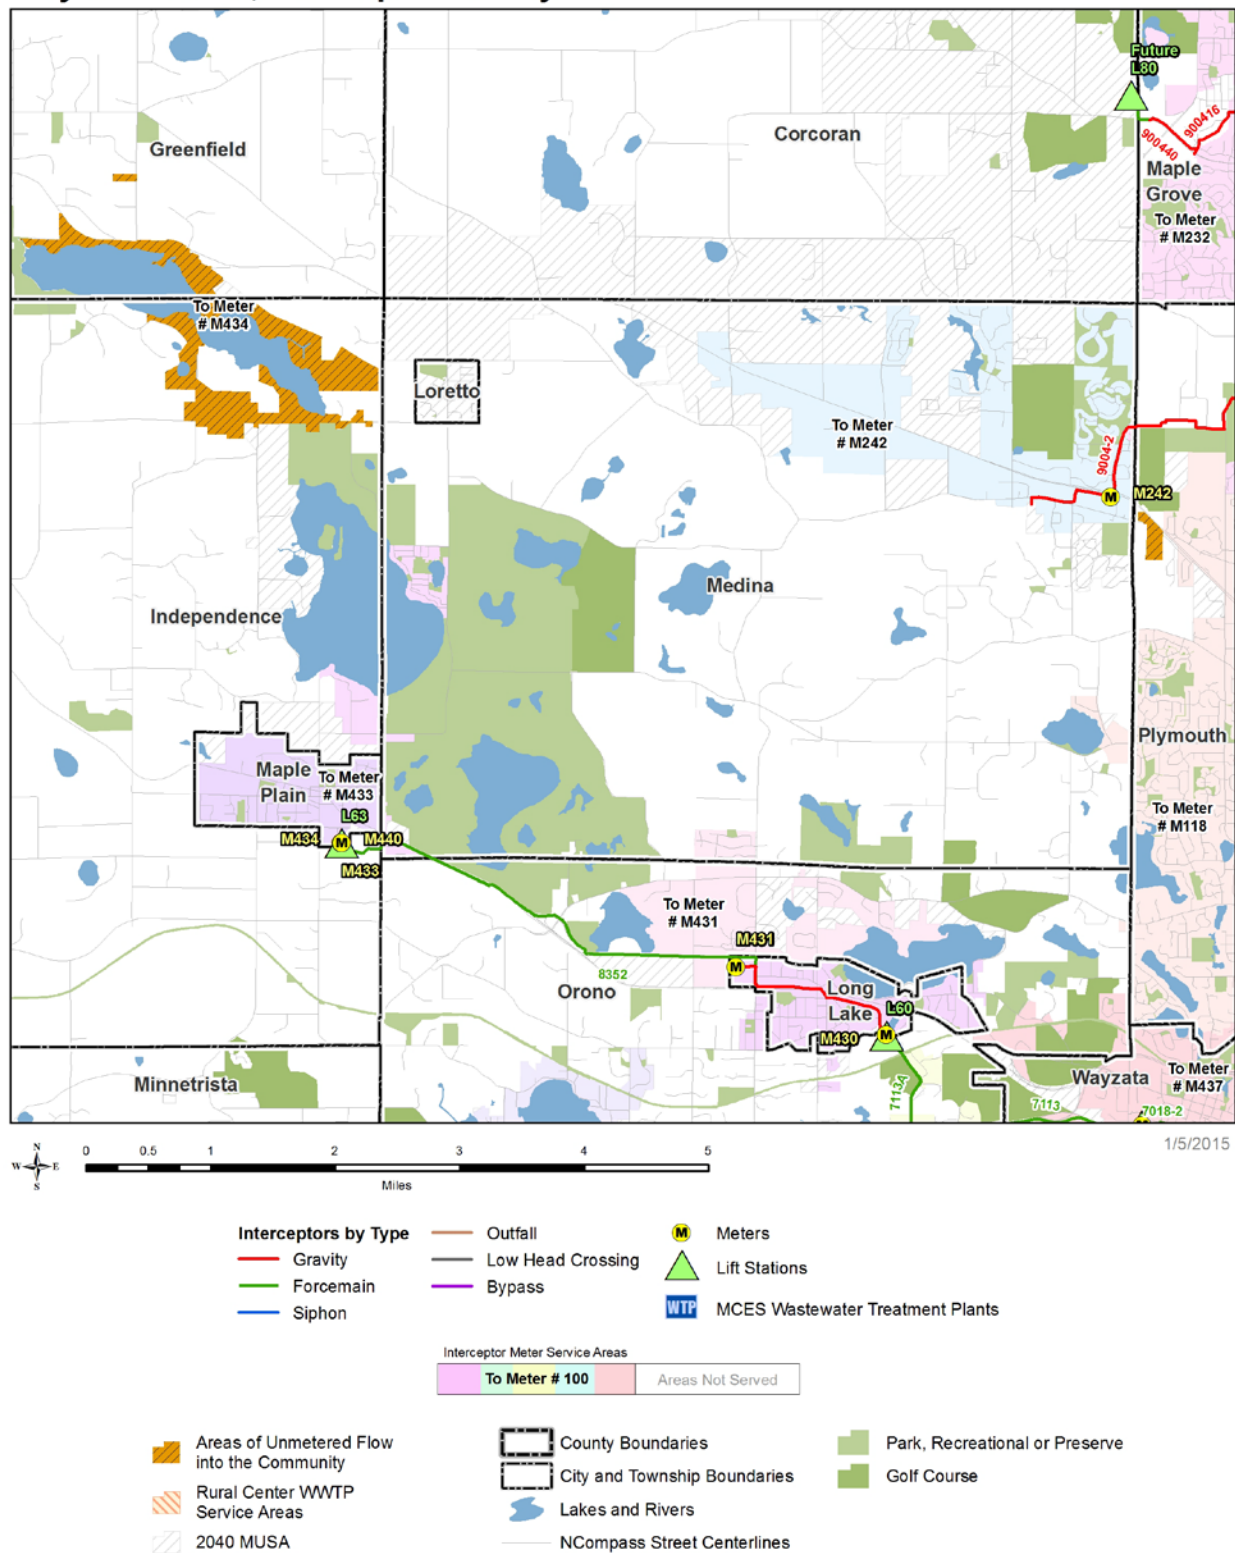 Future
L80
900416
900440
Greenfield
Corcoran
Maple
Grove
To Meter
# M232
To Meter
# M434
Loretto
To Meter
# M242
9004-2
M242
Independence
Medina
Plymouth
Maple
Plain
To Meter
# M433
L63
M434
M440
M433
To Meter
# M118
To Meter
# M431
M431
8352
Orono
Long
Lake
L60
M430
Minnetrista
7113A
Wayzata
To Meter
# M437
7113
7018-2
1/5/2015
N
W E
S
0 0.5 1 2 3 4 5
Miles
Interceptors by Type
Gravity
Forcemain
Siphon
Outfall
Low Head Crossing
Bypass
M Meters
Lift Stations
WTP MCES Wastewater Treatment Plants
Interceptor Meter Service Areas
To Meter # 100 Areas Not Served
Areas of Unmetered Flow
into the Community
Rural Center WWTP
Service Areas
2040 MUSA
County Boundaries
City and Township Boundaries
Lakes and Rivers
NCompass Street Centerlines
Park, Recreational or Preserve
Golf Course